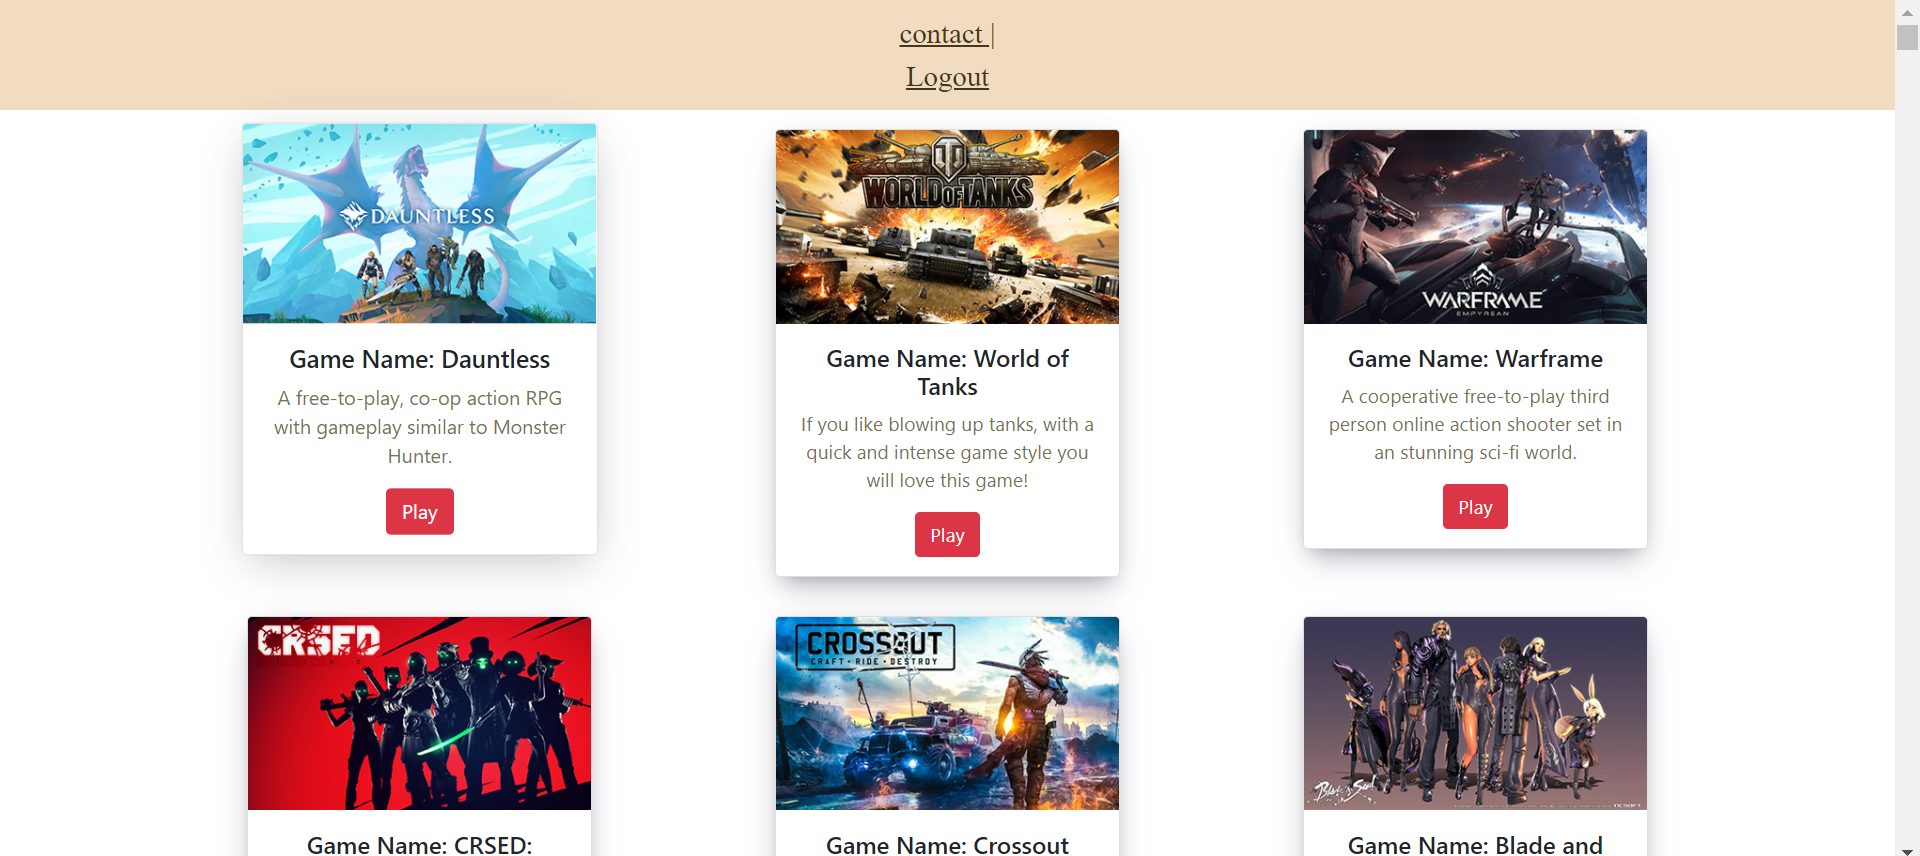 contact |
Logout
DAUNTLESS
Game Name: Dauntless
A free-to-play, co-op action RPG
with gameplay similar to Monster
Hunter.
Play
WORLD OF TANKS
Game Name: World of
Tanks
If you like blowing up tanks, with a
quick and intense game style you
will love this game!
Play
WARFRAME
EMPYREAN
Game Name: Warframe
A cooperative free-to-play third
person online action shooter set in
an stunning sci-fi world.
Play
CRSED
Game Name: CRSED:
CROSSOUT
CRAFT • RIDE • DESTROY
Game Name: Crossout
Blade & Soul
NCSOFT
Game Name: Blade and